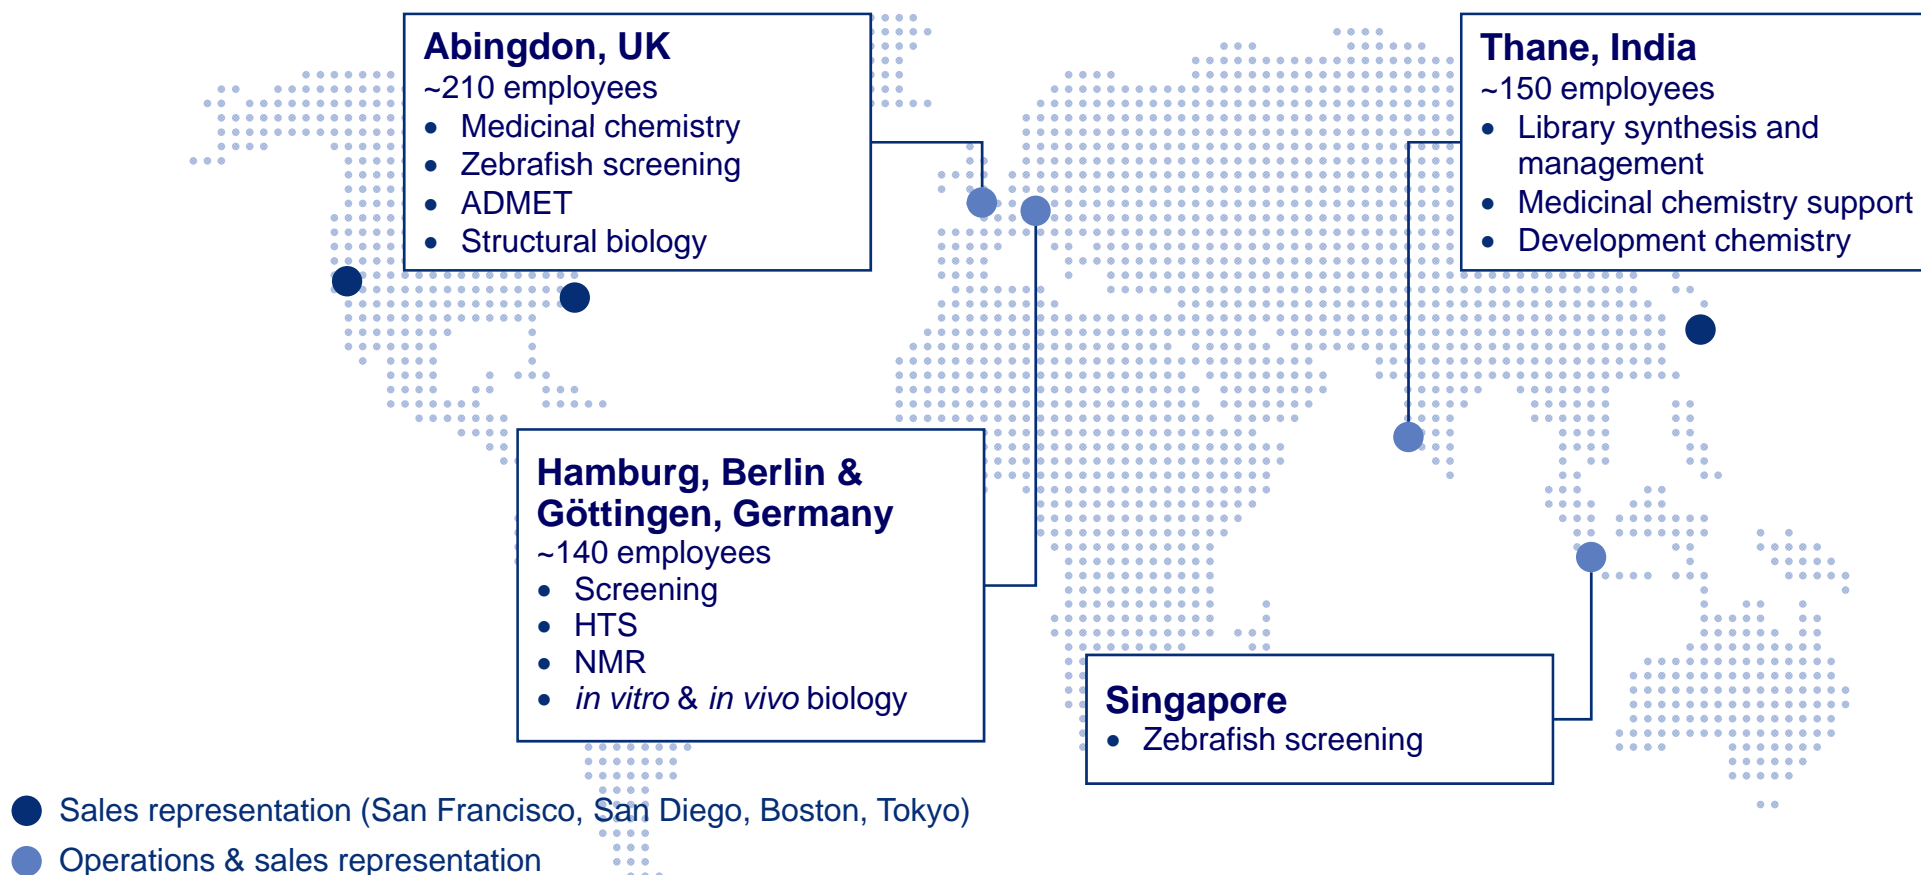 Abingdon, UK
~210 employees
• Medicinal chemistry
• Zebrafish screening
• ADMET
• Structural biology
Thane, India
~150 employees
• Library synthesis and
management
• Medicinal chemistry support
• Development chemistry
Hamburg, Berlin &
Göttingen, Germany
~140 employees
• Screening
• HTS
• NMR
• in vitro & in vivo biology
Singapore
• Zebrafish screening
Sales representation (San Francisco, San Diego, Boston, Tokyo)
Operations & sales representation